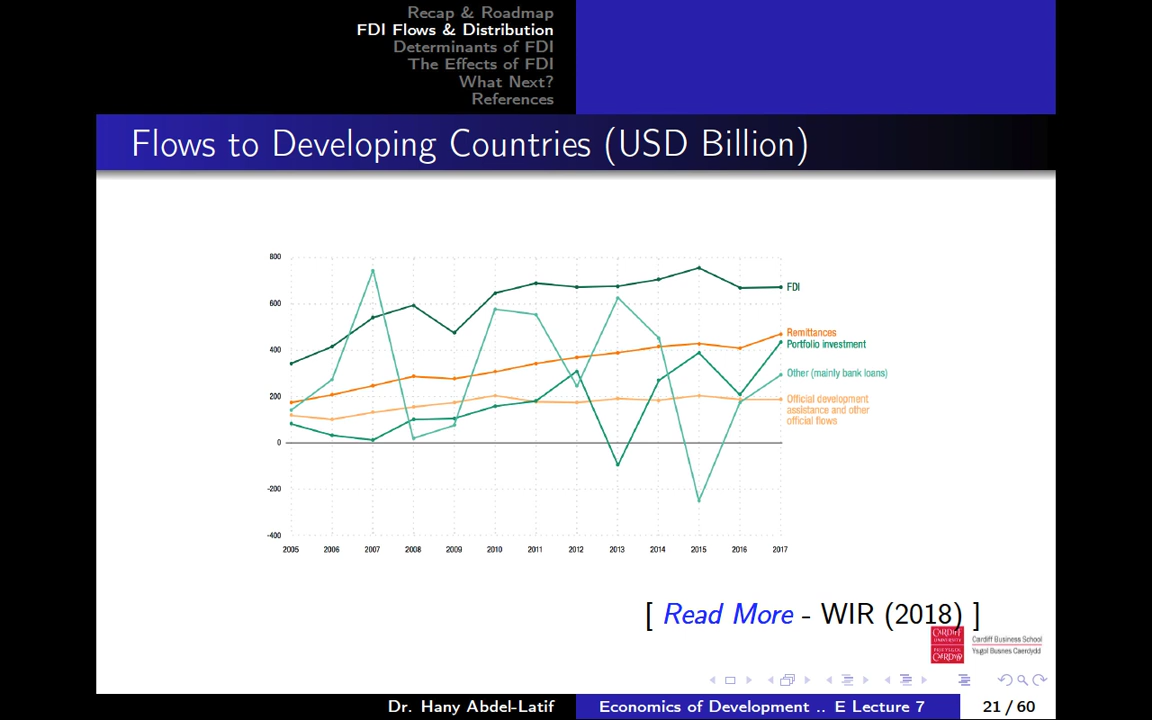 Recap & Roadmap
FDI Flows & Distribution
Determinants of FDI
The Effects of FDI
What Next?
References
Flows to Developing Countries (USD Billion)
800
600
400
200
0
-200
-400
FDI
Remittances
Portfolio investment
Other (mainly bank loans)
Official development
assistance and other
official flows
2005 2006 2007 2008 2009 2010 2011 2012 2013 2014 2015 2016 2017
[ Read More - WIR (2018) ]
CARDIFF
UNIVERSITY
PRIFYSGOL
CAERDYDD
Cardiff Business School
Ysgol Busnes Caerdydd
Dr. Hany Abdel-Latif
Economics of Development .. E Lecture 7
21 / 60